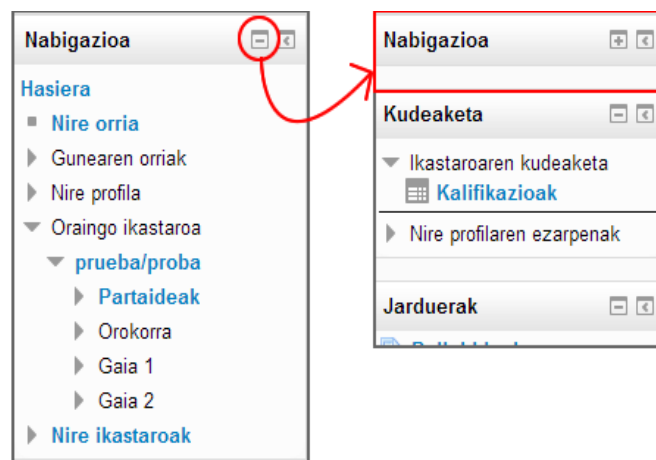 Nabigazioa
Hasiera
Nire orria
Gunearen orriak
Nire profila
Oraingo ikastaroa
prueba/proba
Partaideak
Orokorra
Gaia 1
Gaia 2
Nire ikastaroak
Nabigazioa
Kudeaketa
Ikastaroaren kudeaketa
Kalifikazioak
Nire profilaren ezarpenak
Jarduerak